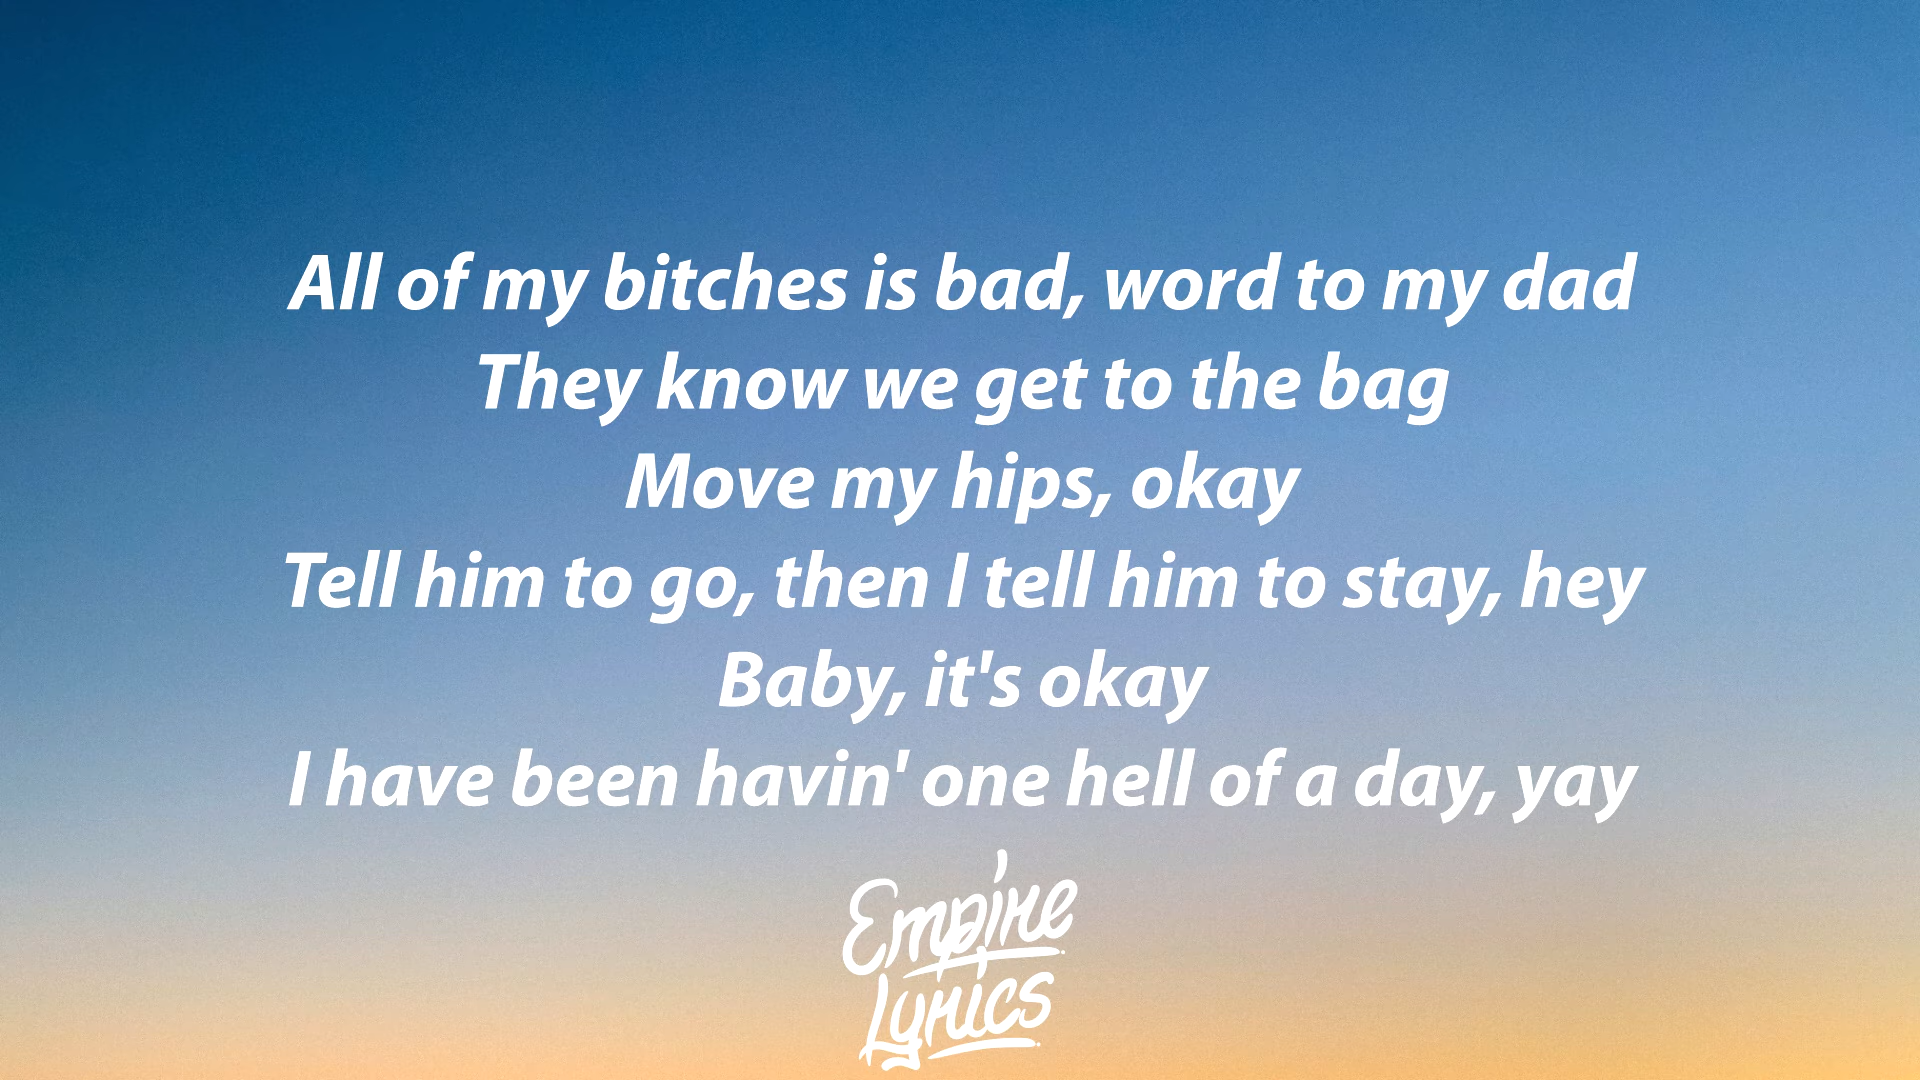 All of my bitches is bad, word to my dad
They know we get to the bag
Move my hips, okay
Tell him to go, then I tell him to stay, hey
Baby, it's okay
I have been havin' one hell of a day, yay
Empire
Lyrics